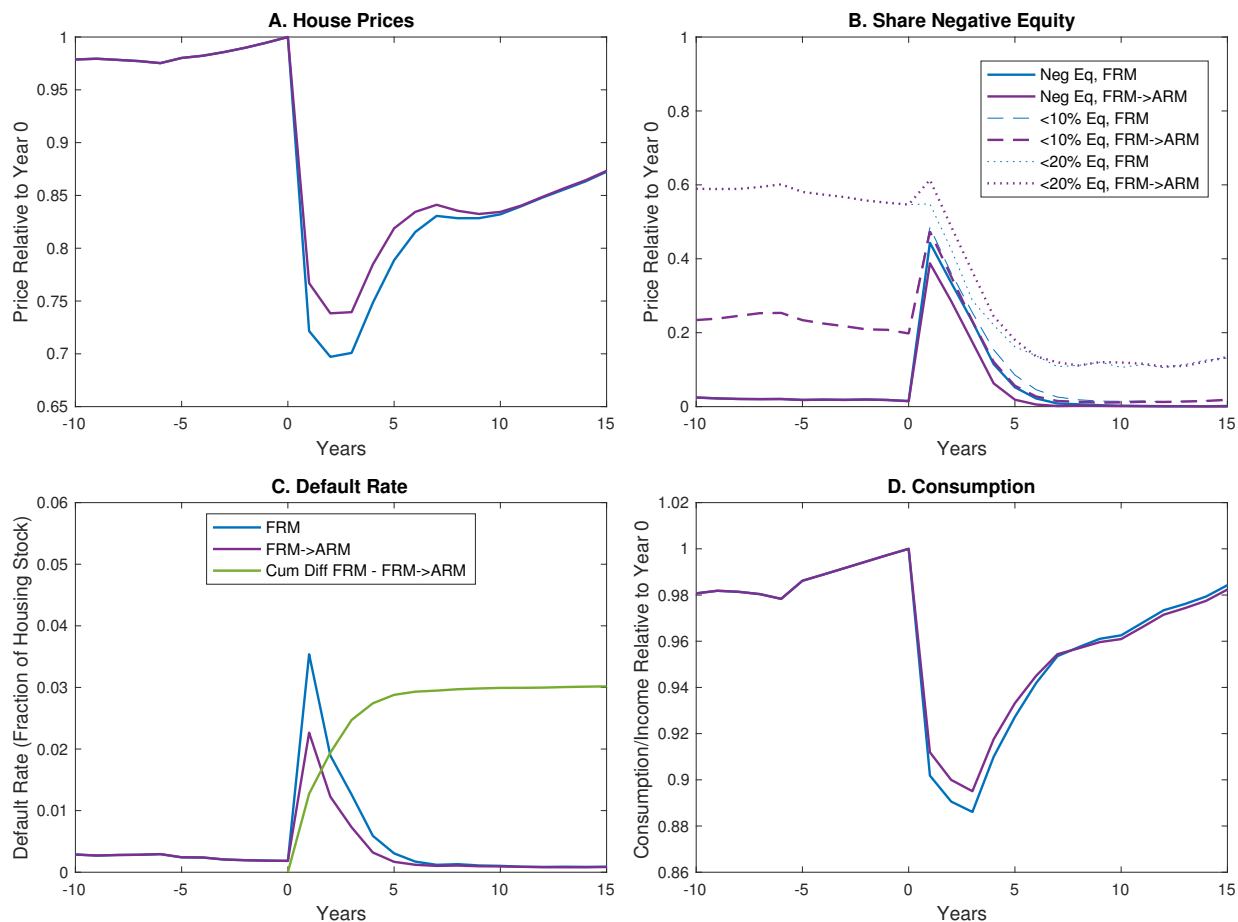 A. House Prices
Price Relative to Year 0
1
0.95
0.9
0.85
0.8
0.75
0.7
0.65
-10
-5
0
5
10
15
Years
B. Share Negative Equity
Price Relative to Year 0
1
0.8
0.6
0.4
0.2
0
Neg Eq, FRM
Neg Eq, FRM->ARM
<10% Eq, FRM
<10% Eq, FRM->ARM
<20% Eq, FRM
<20% Eq, FRM->ARM
-10
-5
0
5
10
15
Years
C. Default Rate
Default Rate (Fraction of Housing Stock)
0.06
0.05
0.04
0.03
0.02
0.01
0
FRM
FRM->ARM
Cum Diff FRM - FRM->ARM
-10
-5
0
5
10
15
Years
D. Consumption
Consumption/Income Relative to Year 0
1.02
1
0.98
0.96
0.94
0.92
0.9
0.88
0.86
-10
-5
0
5
10
15
Years